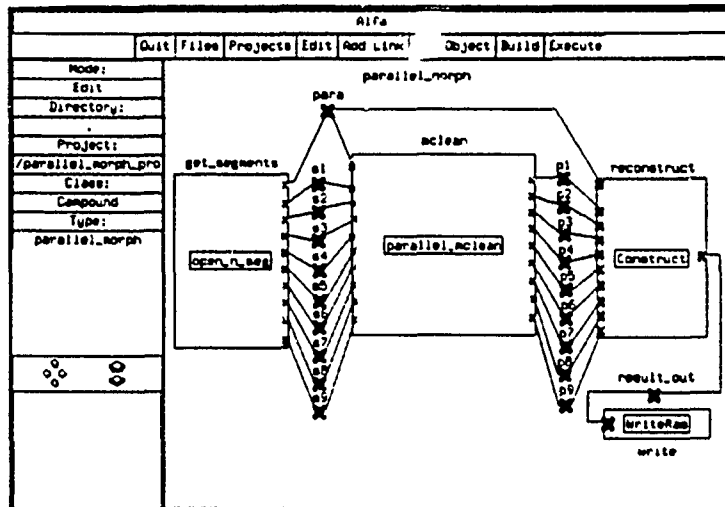 Alfa
Quit Files Projects Edit Add Link Object Build Execute
Mode:
Edit
Directory:
.
Project:
/parallel_morph_pro
Class:
Compound
Type:
parallel_morph
parallel_morph
para
get_segments
mclean
reconstruct
open_n_seg
parallel_mclean
Construct
s1
s2
s3
s4
s5
s6
s7
s8
s9
p1
p2
p3
p4
p5
p6
p7
p8
p9
result_out
WriteRam
write